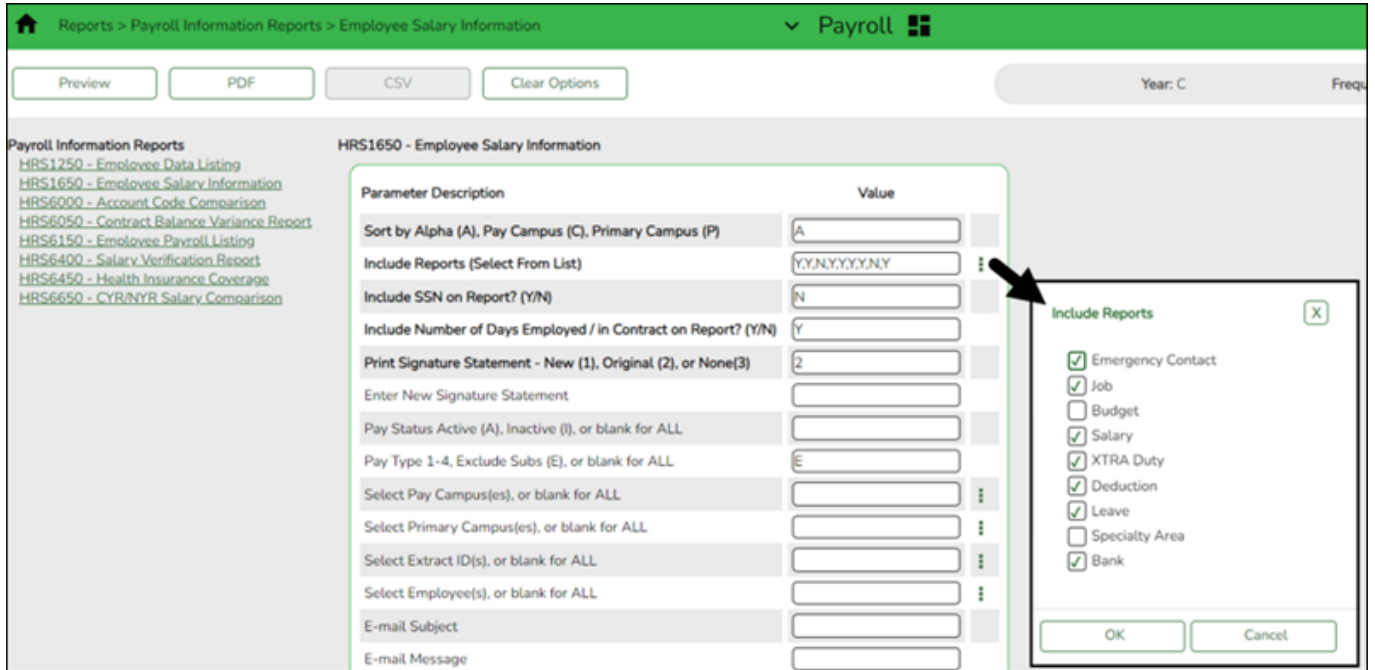 Reports > Payroll Information Reports > Employee Salary Information
Payroll
Preview
PDF
CSV
Clear Options
Year: C
Frequ
Payroll Information Reports
HRS1250 - Employee Data Listing
HRS1650 - Employee Salary Information
HRS6000 - Account Code Comparison
HRS6050 - Contract Balance Variance Report
HRS6150 - Employee Payroll Listing
HRS6400 - Salary Verification Report
HRS6450 - Health Insurance Coverage
HRS6650 - CYR/NYR Salary Comparison
HRS1650 - Employee Salary Information
Parameter Description Value
Sort by Alpha (A), Pay Campus (C), Primary Campus (P) A
Include Reports (Select From List) Y,Y,N,Y,Y,Y,Y,N,Y
Include SSN on Report? (Y/N) N
Include Number of Days Employed / in Contract on Report? (Y/N) Y
Print Signature Statement - New (1), Original (2), or None(3) 2
Enter New Signature Statement
Pay Status Active (A), Inactive (I), or blank for ALL
Pay Type 1-4, Exclude Subs (E), or blank for ALL E
Select Pay Campus(es), or blank for ALL
Select Primary Campus(es), or blank for ALL
Select Extract ID(s), or blank for ALL
Select Employee(s), or blank for ALL
E-mail Subject
E-mail Message
Include Reports X
Emergency Contact
Job
Budget
Salary
XTRA Duty
Deduction
Leave
Specialty Area
Bank
OK
Cancel